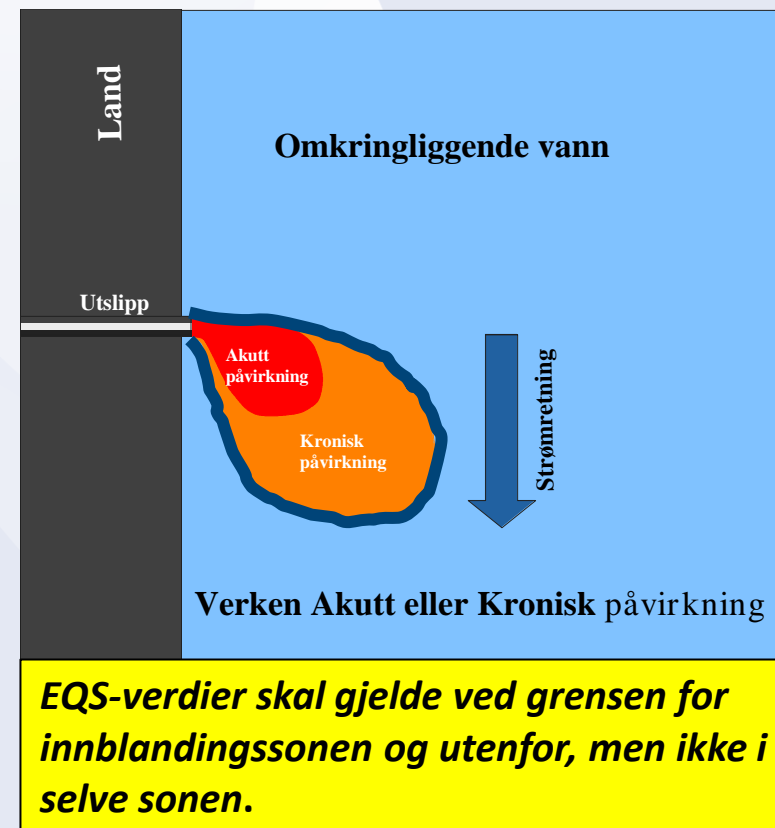 Land
Omkringliggende vann
Utslipp
Akutt
påvirkning
Kronisk
påvirkning
Strømretning
Verken Akutt eller Kronisk påvirkning
EQS-verdier skal gjelde ved grensen for
innblandingssonen og utenfor, men ikke i
selve sonen.